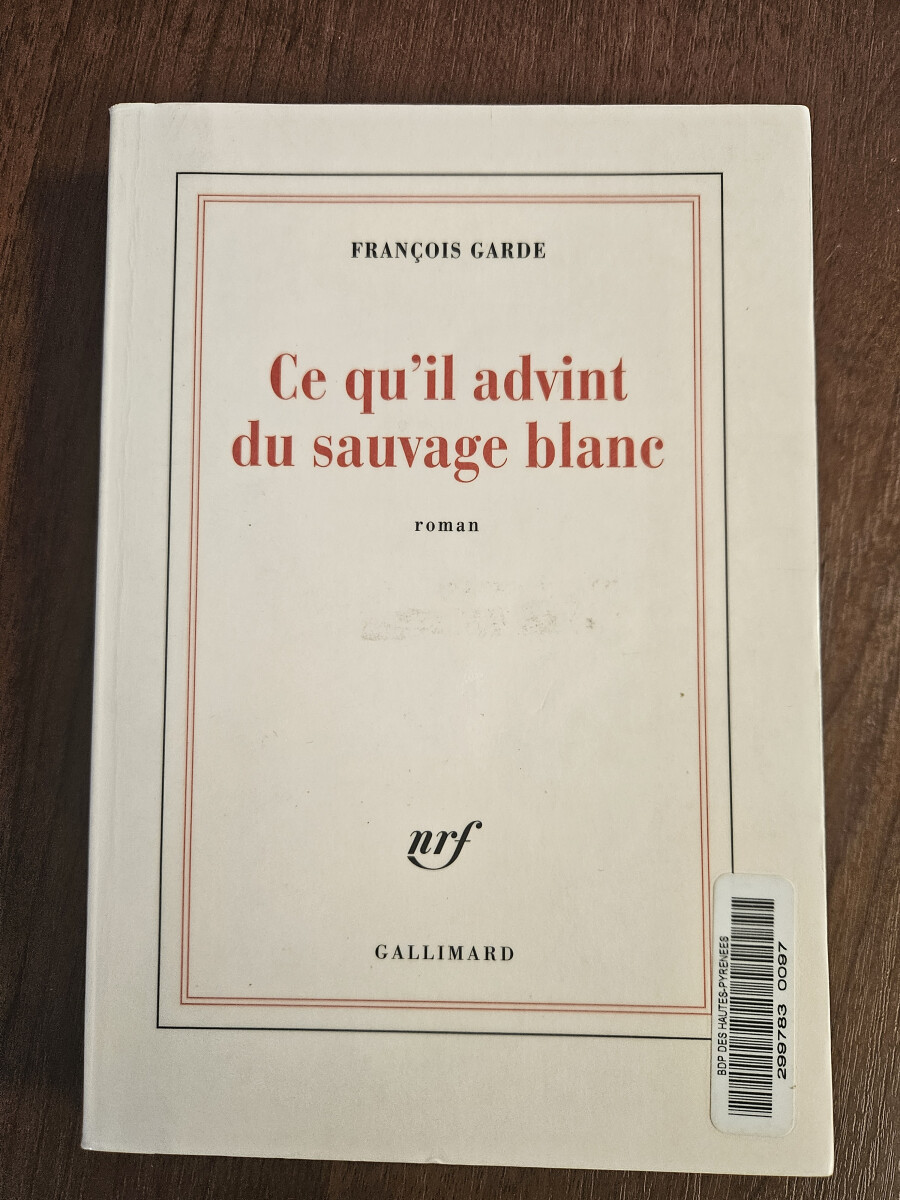 FRANÇOIS GARDE
Ce qu'il advint
du sauvage blanc
roman
nrf
GALLIMARD
BDP DES HAUTES-PYRENEES
299783 0097